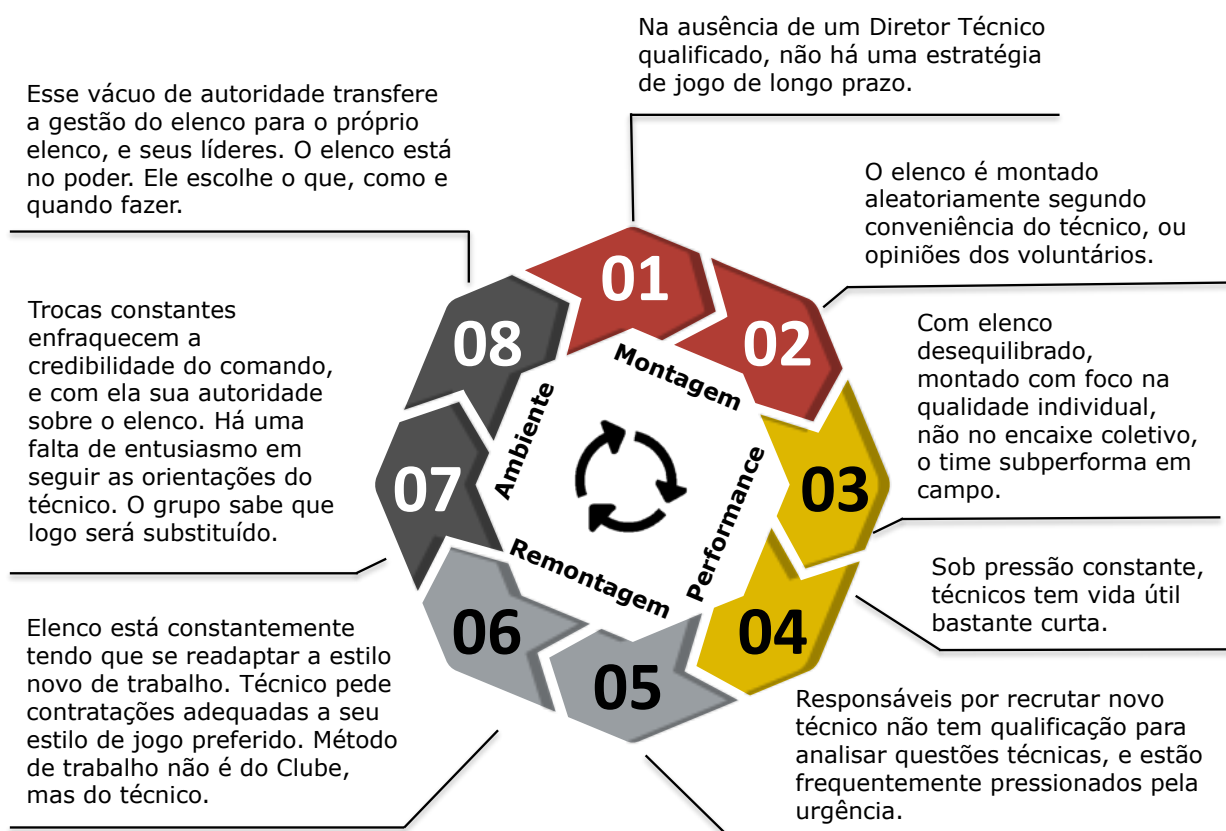 Na ausência de um Diretor Técnico
qualificado, não há uma estratégia
de jogo de longo prazo.
O elenco é montado
aleatoriamente segundo
conveniência do técnico, ou
opiniões dos voluntários.
Com elenco
desequilibrado,
montado com foco na
qualidade individual,
não no encaixe coletivo,
o time subperforma em
campo.
Sob pressão constante,
técnicos tem vida útil
bastante curta.
Responsáveis por recrutar novo
técnico não tem qualificação para
analisar questões técnicas, e estão
frequentemente pressionados pela
urgência.
Elenco está constantemente
tendo que se readaptar a estilo
novo de trabalho. Técnico pede
contratações adequadas a seu
estilo de jogo preferido. Método
de trabalho não é do Clube,
mas do técnico.
Trocas constantes
enfraquecem a
credibilidade do comando,
e com ela sua autoridade
sobre o elenco. Há uma
falta de entusiasmo em
seguir as orientações do
técnico. O grupo sabe que
logo será substituído.
Esse vácuo de autoridade transfere
a gestão do elenco para o próprio
elenco, e seus líderes. O elenco está
no poder. Ele escolhe o que, como e
quando fazer.
01
02
03
04
05
06
07
08
Montagem
Performance
Remontagem
Ambiente